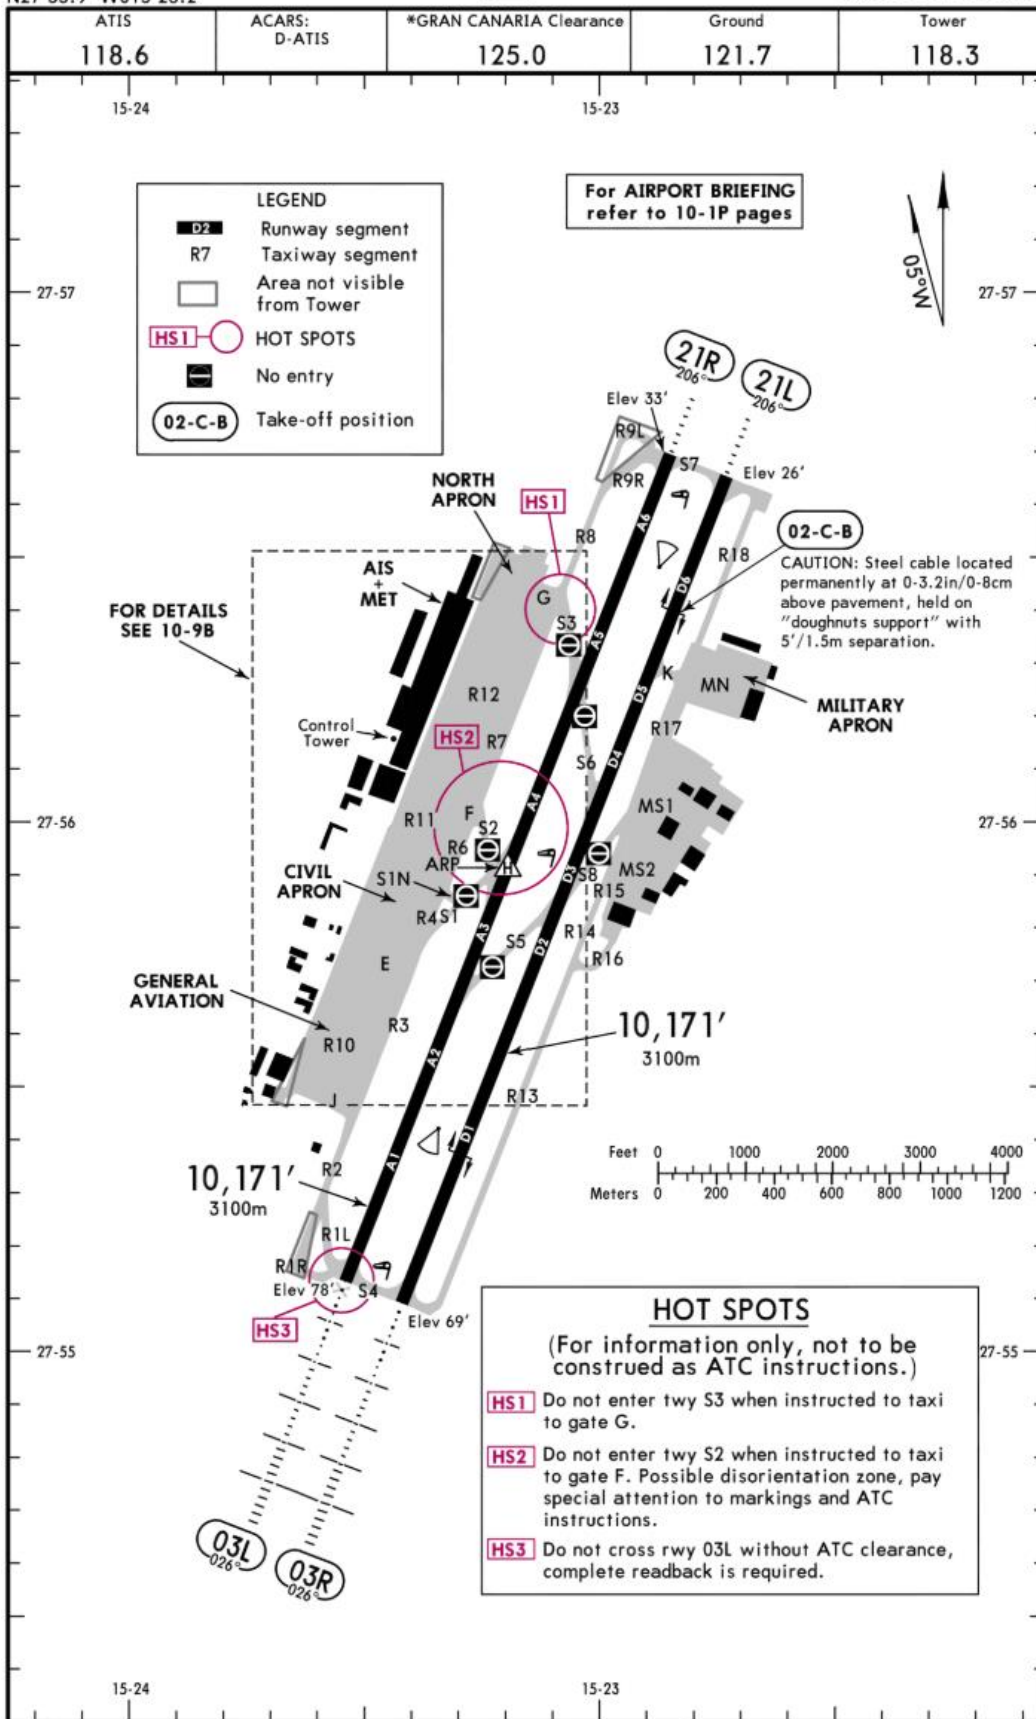 ATIS
118.6
ACARS:
D-ATIS
*GRAN CANARIA Clearance
125.0
Ground
121.7
Tower
118.3
15-24
15-23
LEGEND
D2 Runway segment
R7 Taxiway segment
Area not visible
from Tower
HS1 HOT SPOTS
No entry
02-C-B Take-off position
For AIRPORT BRIEFING
refer to 10-1P pages
05°W
27-57
27-57
21R
206°
21L
206°
Elev 33'
R9L
S7
Elev 26'
R9R
NORTH
APRON
HS1
A6
R8
02-C-B
R18
CAUTION: Steel cable located
permanently at 0-3.2in/0-8cm
above pavement, held on
"doughnuts support" with
5'/1.5m separation.
AIS
+
MET
D6
G
FOR DETAILS
SEE 10-9B
S3
A5
K
MN
D5
R12
MILITARY
APRON
Control
Tower
HS2
R7
R17
S6
D4
A4
MS1
F
R11
27-56
27-56
S2
R6
ARP
H
D3
S8
MS2
CIVIL
APRON
S1N
R15
R4
S1
A3
R14
S5
D2
R16
E
GENERAL
AVIATION
R3
10,171'
3100m
R10
A2
R13
J
D1
A1
Feet 0 1000 2000 3000 4000
Meters 0 200 400 600 800 1000 1200
R2
10,171'
3100m
R1L
R1R
Elev 78'
S4
HS3
Elev 69'
27-55
27-55
HOT SPOTS
(For information only, not to be
construed as ATC instructions.)
HS1 Do not enter twy S3 when instructed to taxi
to gate G.
HS2 Do not enter twy S2 when instructed to taxi
to gate F. Possible disorientation zone, pay
special attention to markings and ATC
instructions.
HS3 Do not cross rwy 03L without ATC clearance,
complete readback is required.
03L
026°
03R
026°
15-24
15-23